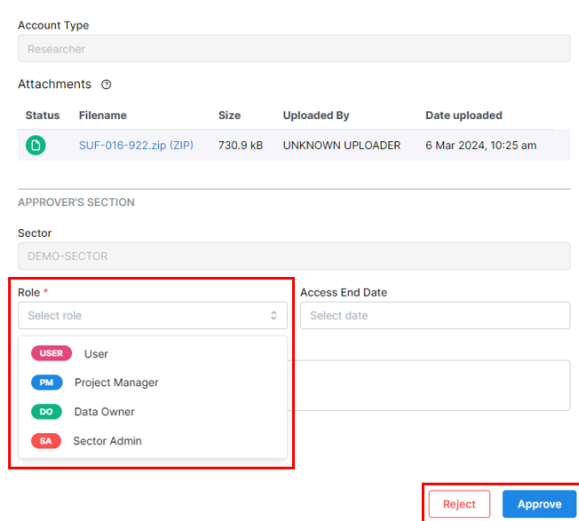 Account Type
Researcher
Attachments ?
Status Filename Size Uploaded By Date uploaded
SUF-016-922.zip (ZIP) 730.9 kB UNKNOWN UPLOADER 6 Mar 2024, 10:25 am
APPROVER'S SECTION
Sector
DEMO-SECTOR
Role * Access End Date
Select role Select date
USER User
PM Project Manager
DO Data Owner
SA Sector Admin
Reject Approve